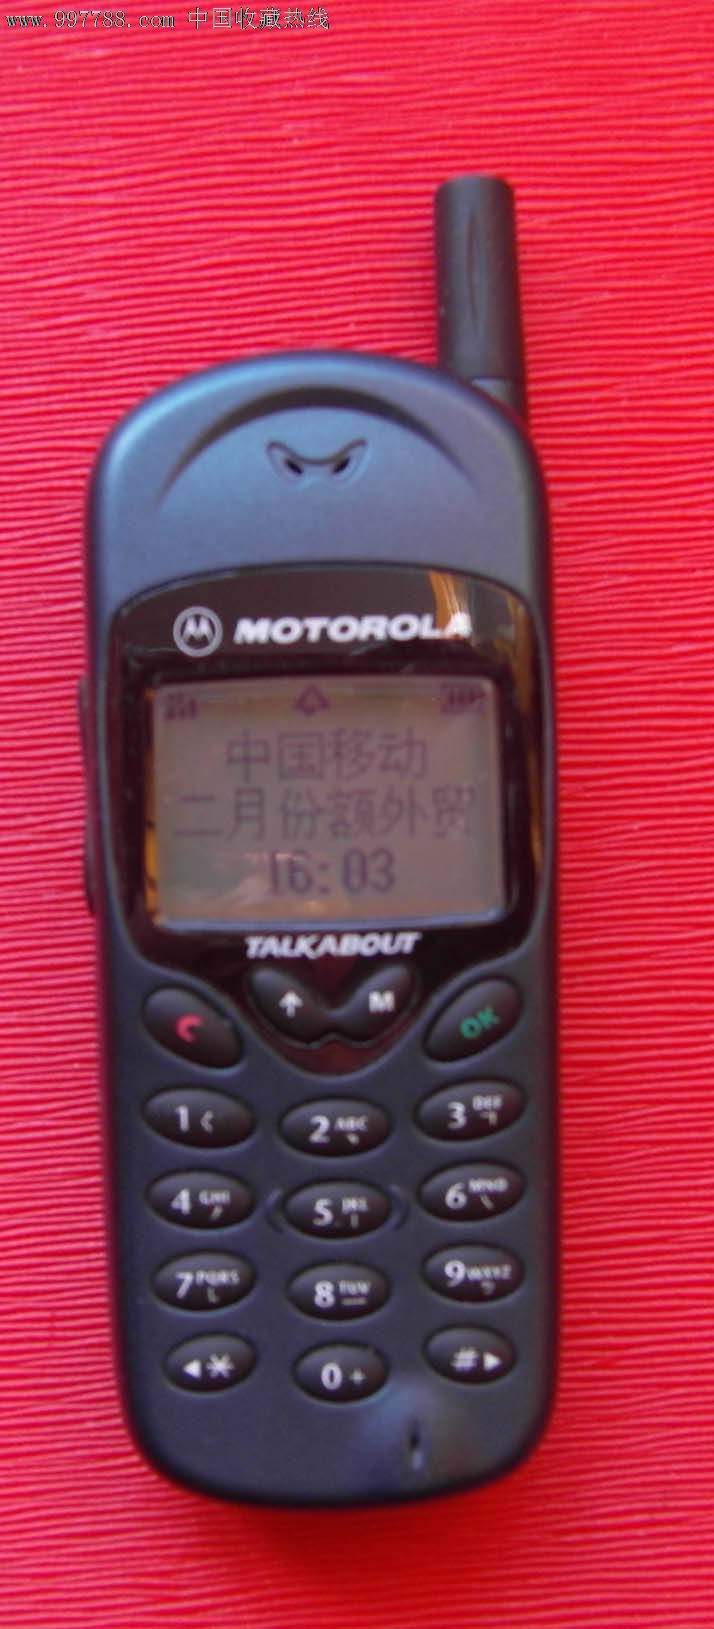 www.997788.com 中国收藏热线
MOTOROLA
中国移动
二月份额外贸
16:03
TALKABOUT
M
OK
1
2 ABC
3 DEF
4 GHI
5 JKL
6 MNO
7 PQRS
8 TUV
9 WXYZ
*
0 +
#